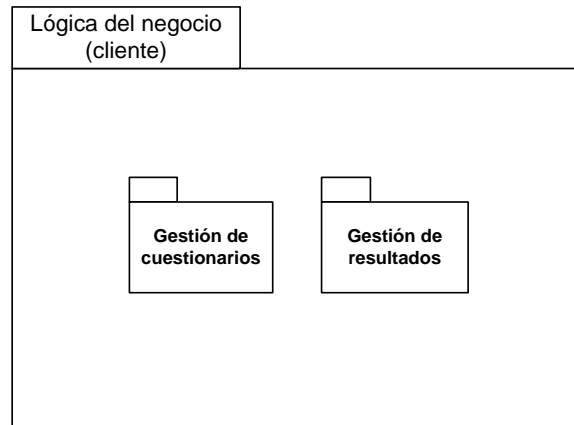 Lógica del negocio
(cliente)
Gestión de
cuestionarios
Gestión de
resultados